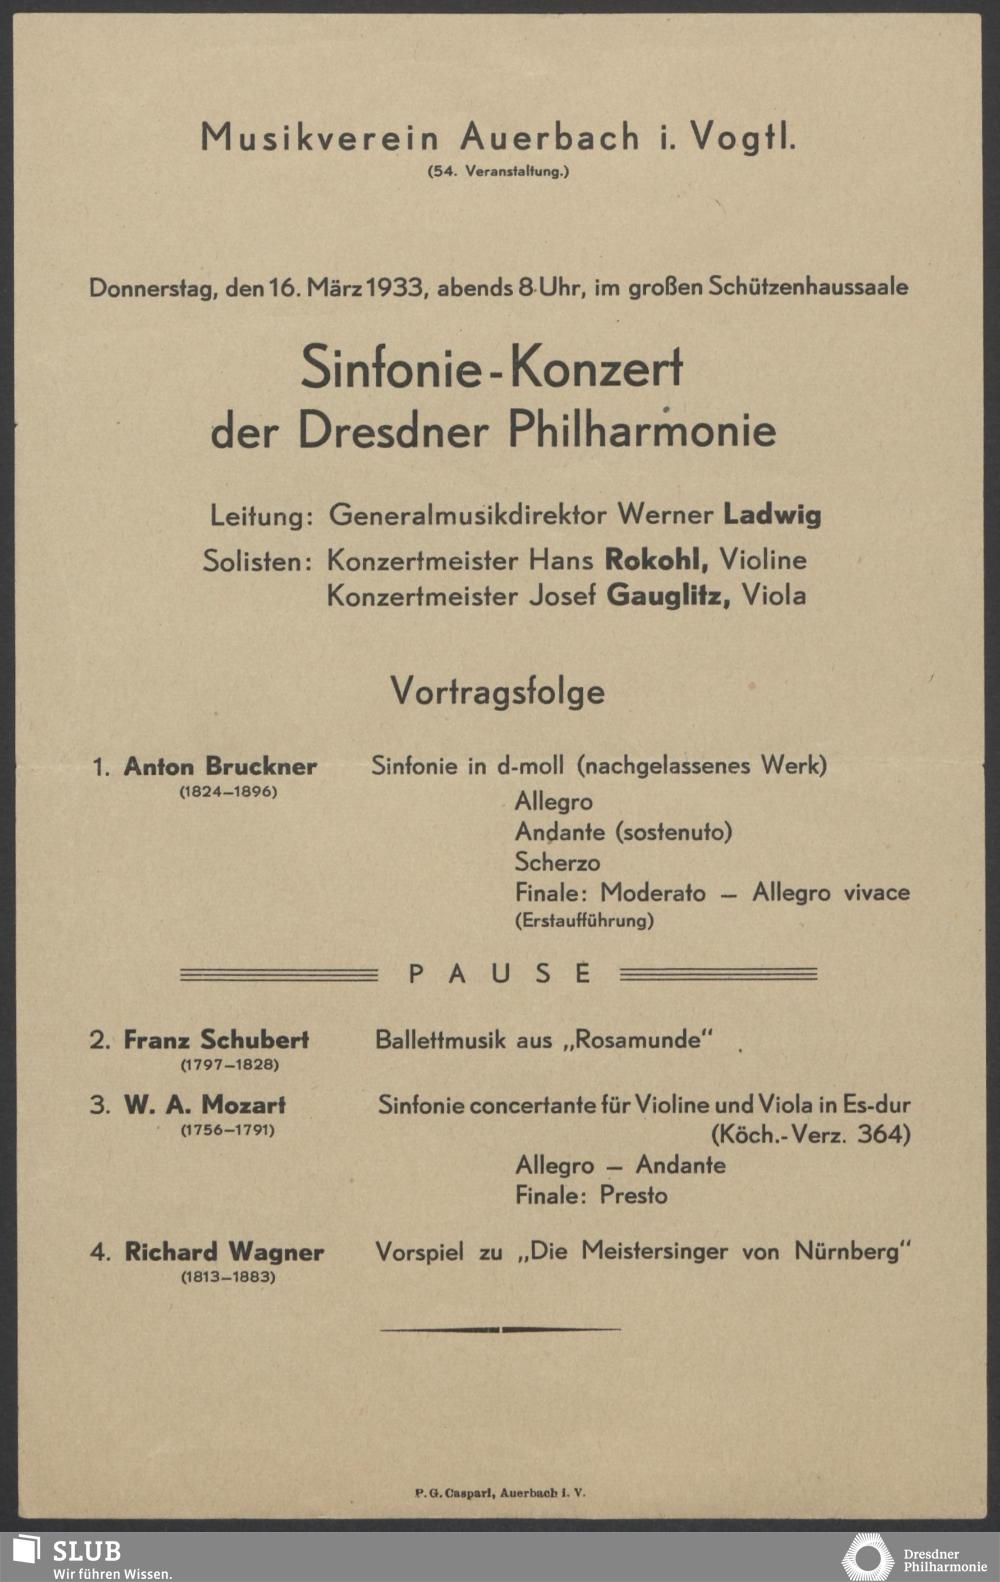 Musikverein Auerbach i. Vogtl.
(54. Veranstaltung.)
Donnerstag, den 16. März 1933, abends 8 Uhr, im großen Schützenhaussaale
Sinfonie-Konzert
der Dresdner Philharmonie
Leitung: Generalmusikdirektor Werner Ladwig
Solisten: Konzertmeister Hans Rokohl, Violine
Konzertmeister Josef Gauglitz, Viola
Vortragsfolge
1. Anton Bruckner Sinfonie in d-moll (nachgelassenes Werk)
(1824–1896)
Allegro
Andante (sostenuto)
Scherzo
Finale: Moderato – Allegro vivace
(Erstaufführung)
PAUSE
2. Franz Schubert Ballettmusik aus „Rosamunde“
(1797–1828)
3. W. A. Mozart Sinfonie concertante für Violine und Viola in Es-dur
(1756–1791) (Köch.-Verz. 364)
Allegro – Andante
Finale: Presto
4. Richard Wagner Vorspiel zu „Die Meistersinger von Nürnberg“
(1813–1883)
P. G. Caspari, Auerbach i. V.
SLUB
Wir führen Wissen.
Dresdner
Philharmonie